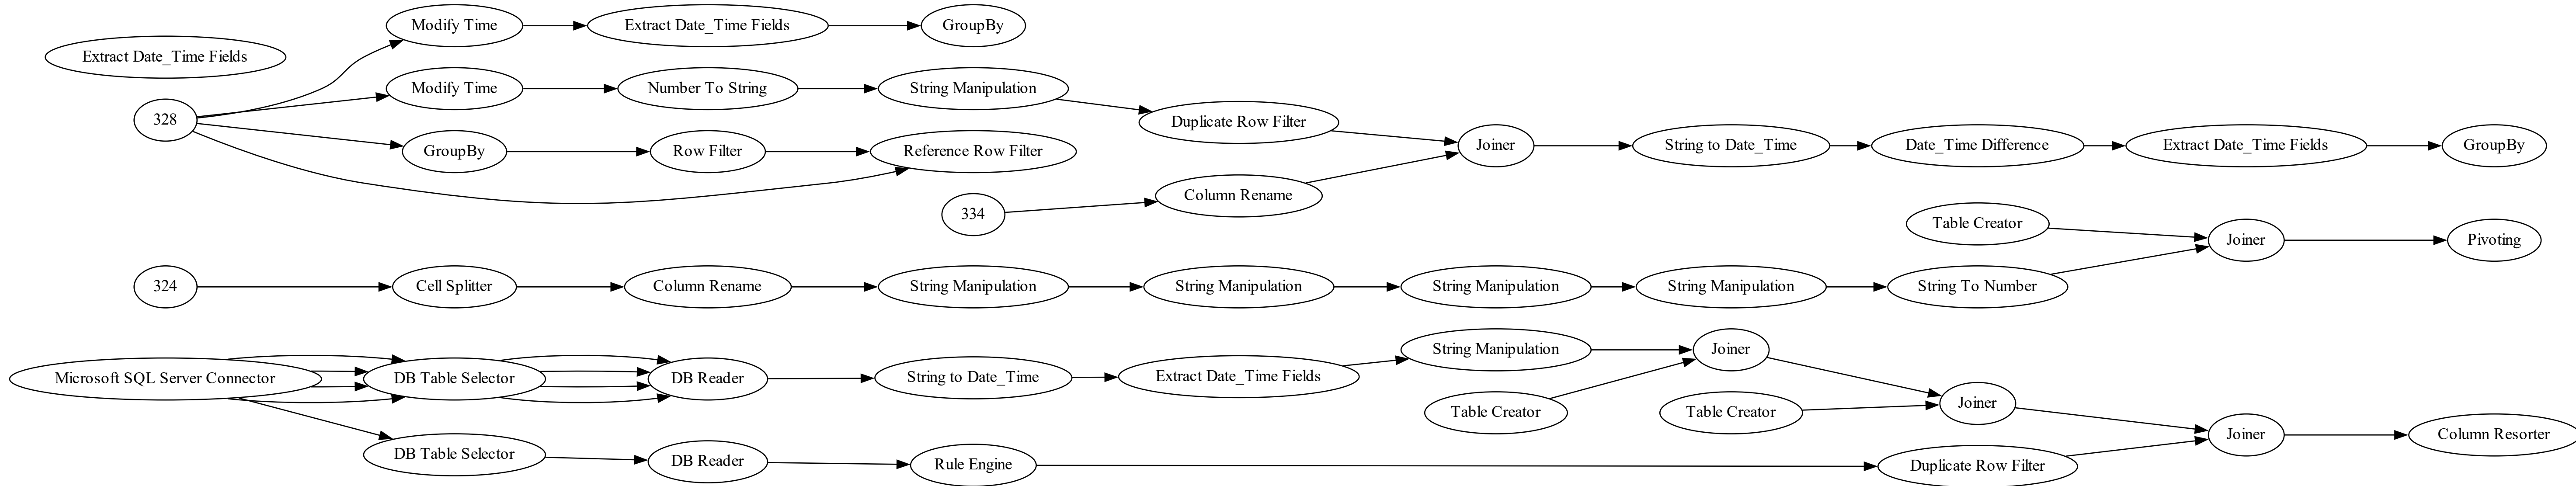 Modify Time
Extract Date_Time Fields
GroupBy
Extract Date_Time Fields
328
Modify Time
Number To String
String Manipulation
Duplicate Row Filter
GroupBy
Row Filter
Reference Row Filter
Joiner
String to Date_Time
Date_Time Difference
Extract Date_Time Fields
GroupBy
334
Column Rename
Table Creator
Joiner
Pivoting
324
Cell Splitter
Column Rename
String Manipulation
String Manipulation
String Manipulation
String Manipulation
String To Number
Microsoft SQL Server Connector
DB Table Selector
DB Reader
String to Date_Time
Extract Date_Time Fields
String Manipulation
Joiner
Table Creator
Table Creator
Joiner
Joiner
Column Resorter
DB Table Selector
DB Reader
Rule Engine
Duplicate Row Filter